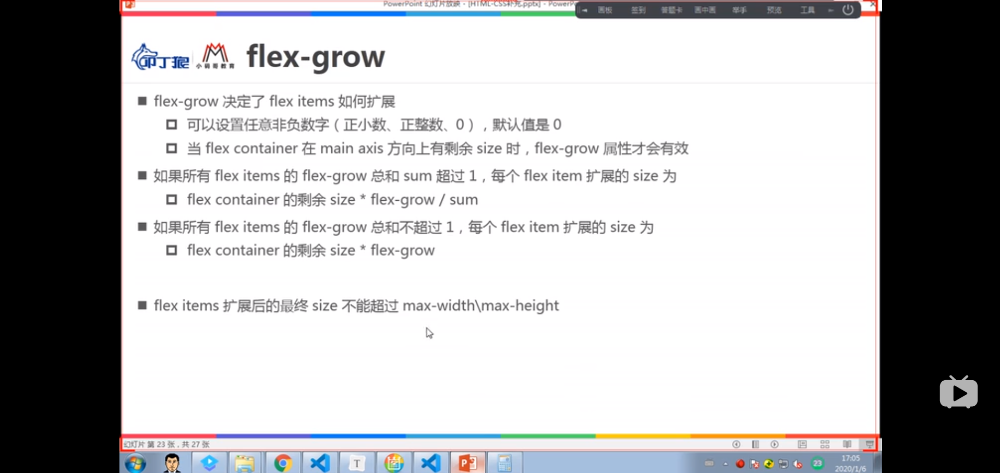 PowerPoint 幻灯片放映 - [HTML-CSS补充.pptx] - PowerP
画板 签到 答题卡 画中画 举手 预览 工具
叩丁狼 小码哥教育 flex-grow
flex-grow 决定了 flex items 如何扩展
可以设置任意非负数字（正小数、正整数、0），默认值是 0
当 flex container 在 main axis 方向上有剩余 size 时，flex-grow 属性才会有效
如果所有 flex items 的 flex-grow 总和 sum 超过 1，每个 flex item 扩展的 size 为
flex container 的剩余 size * flex-grow / sum
如果所有 flex items 的 flex-grow 总和不超过 1，每个 flex item 扩展的 size 为
flex container 的剩余 size * flex-grow
flex items 扩展后的最终 size 不能超过 max-width\max-height
幻灯片 第 23 张，共 27 张
T
23
17:05
2020/1/6